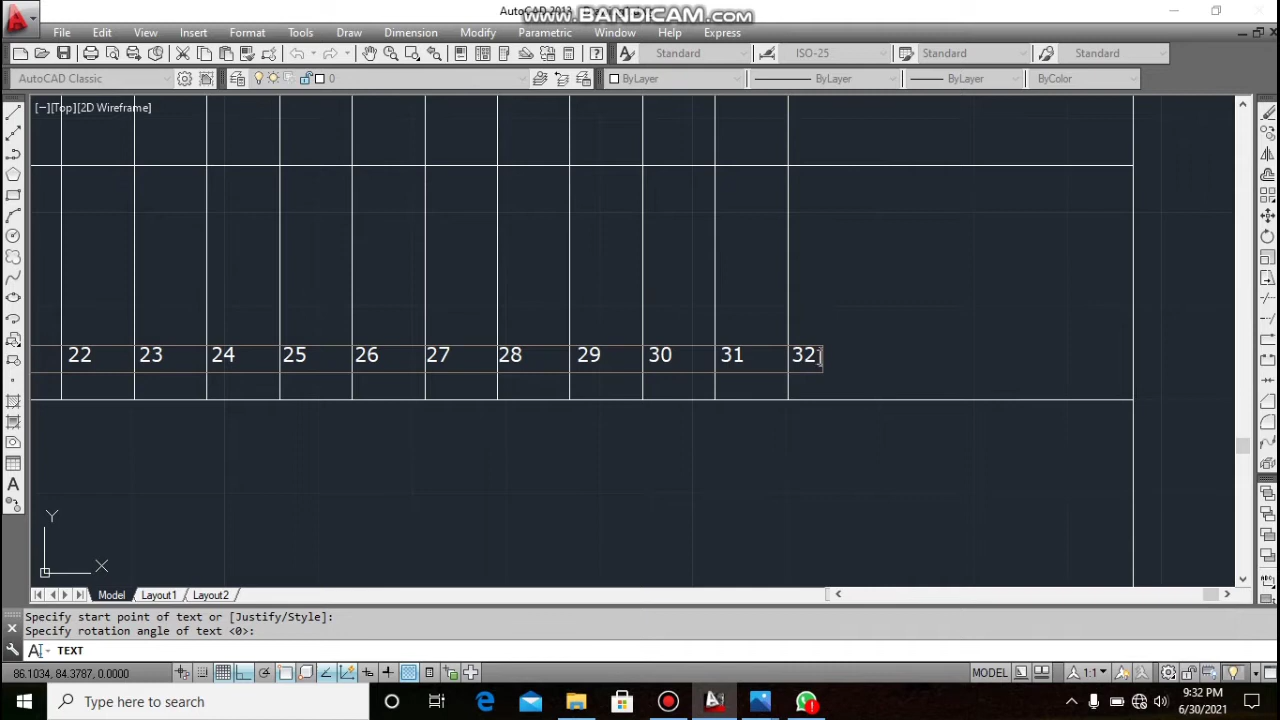 AutoCAD 2013
www.BANDICAM.com
File Edit View Insert Format Tools Draw Dimension Modify Parametric Window Help Express
Standard ISO-25 Standard Standard
AutoCAD Classic 0 ByLayer ByLayer ByLayer ByColor
[−][Top][2D Wireframe]
22 23 24 25 26 27 28 29 30 31 32
Y
X
Model Layout1 Layout2
Specify start point of text or [Justify/Style]:
Specify rotation angle of text <0>:
TEXT
86.1034, 84.3787, 0.0000 MODEL 1:1
Type here to search
9:32 PM
6/30/2021